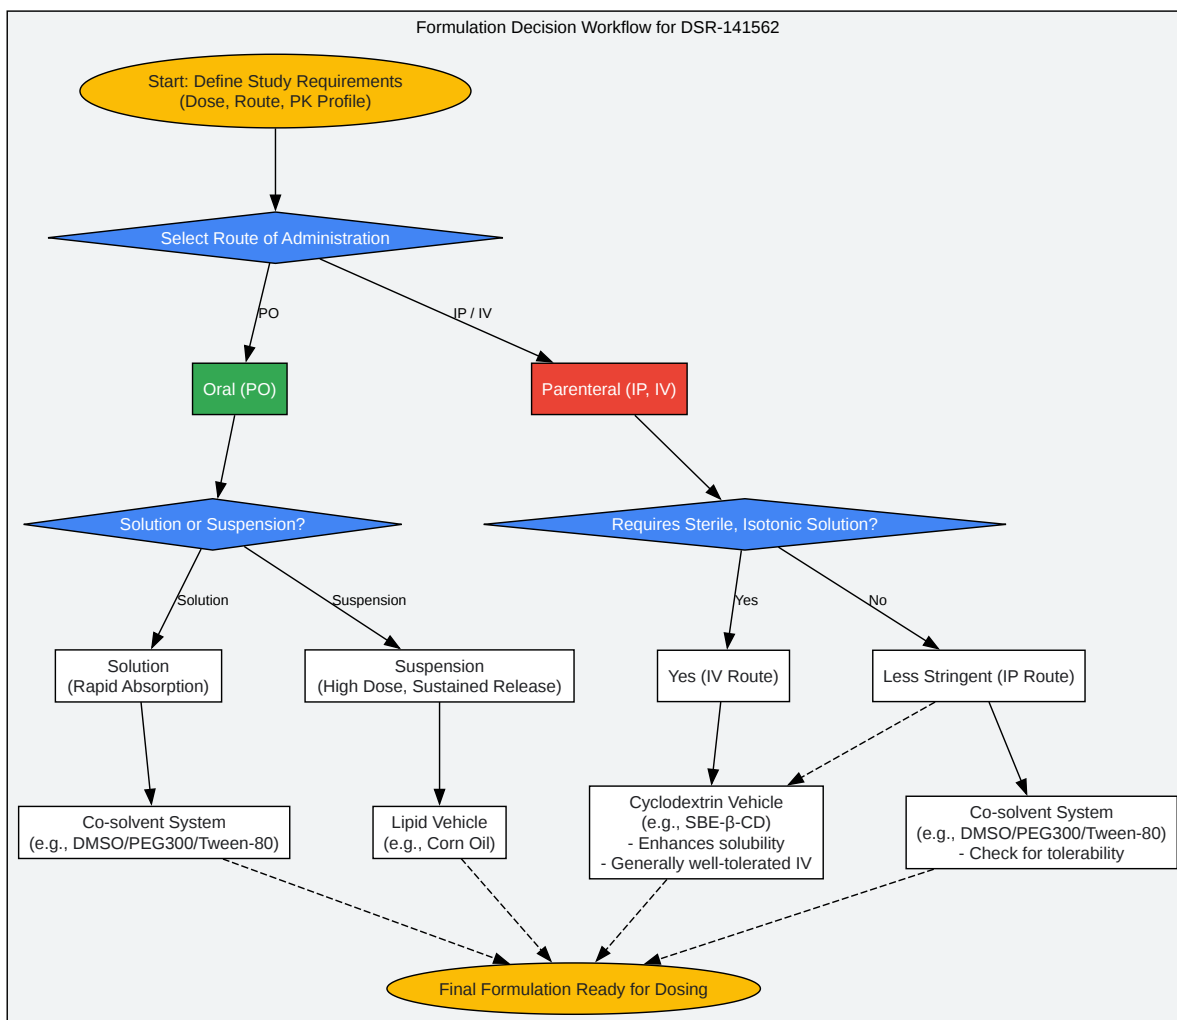 Formulation Decision Workflow for DSR-141562
Start: Define Study Requirements
(Dose, Route, PK Profile)
Select Route of Administration
PO
IP / IV
Oral (PO)
Parenteral (IP, IV)
Solution or Suspension?
Requires Sterile, Isotonic Solution?
Solution
Suspension
Yes
No
Solution
(Rapid Absorption)
Suspension
(High Dose, Sustained Release)
Yes (IV Route)
Less Stringent (IP Route)
Co-solvent System
(e.g., DMSO/PEG300/Tween-80)
Lipid Vehicle
(e.g., Corn Oil)
Cyclodextrin Vehicle
(e.g., SBE-β-CD)
- Enhances solubility
- Generally well-tolerated IV
Co-solvent System
(e.g., DMSO/PEG300/Tween-80)
- Check for tolerability
Final Formulation Ready for Dosing